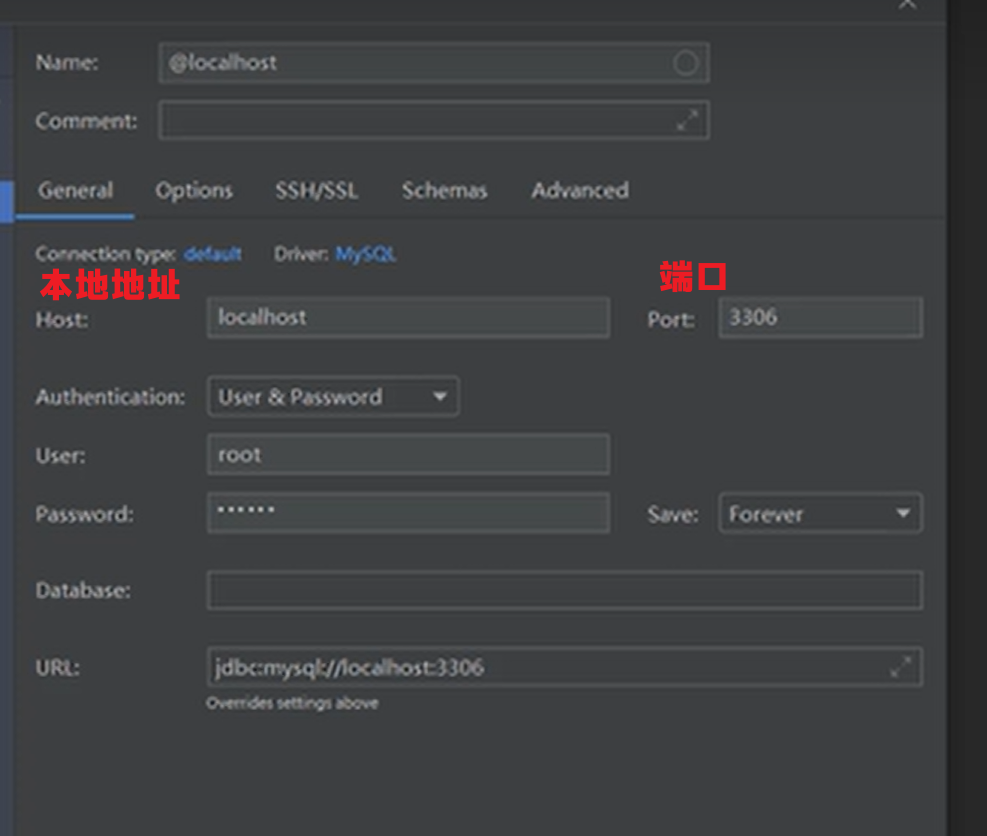 Name: @localhost
Comment:
General Options SSH/SSL Schemas Advanced
Connection type: default Driver: MySQL
本地地址 端口
Host: localhost Port: 3306
Authentication: User & Password
User: root
Password: •••••• Save: Forever
Database:
URL: jdbc:mysql://localhost:3306
Overrides settings above